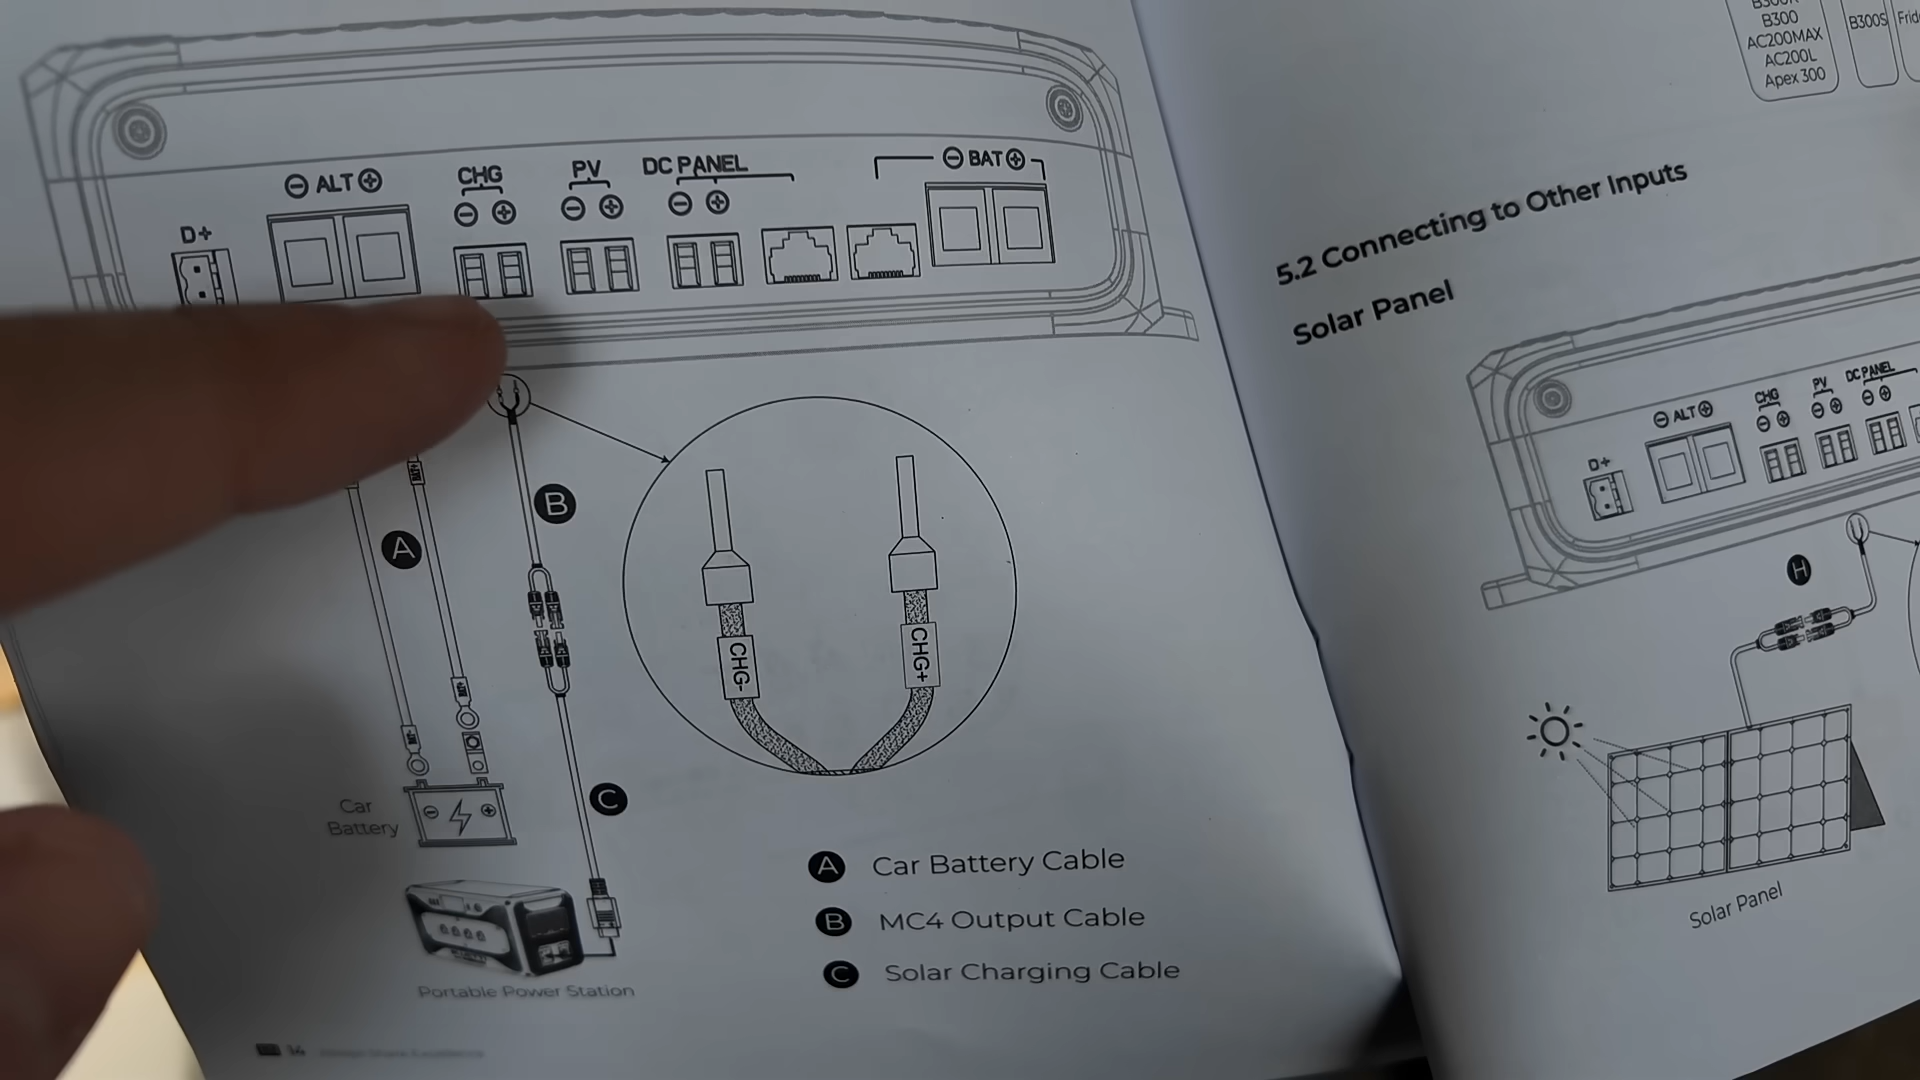 D+
⊖ ALT ⊕
CHG
⊖ ⊕
PV
⊖ ⊕
DC PANEL
⊖ ⊕
⊖ BAT ⊕
A
B
C
CHG-
CHG+
BAT+
Car
Battery
⊖ ⊕
Portable Power Station
A Car Battery Cable
B MC4 Output Cable
C Solar Charging Cable
14
B300
AC200MAX
AC200L
Apex 300
B300S
5.2 Connecting to Other Inputs
Solar Panel
D+
⊖ ALT ⊕
CHG
⊖ ⊕
PV
⊖ ⊕
DC PANEL
⊖ ⊕
H
Solar Panel